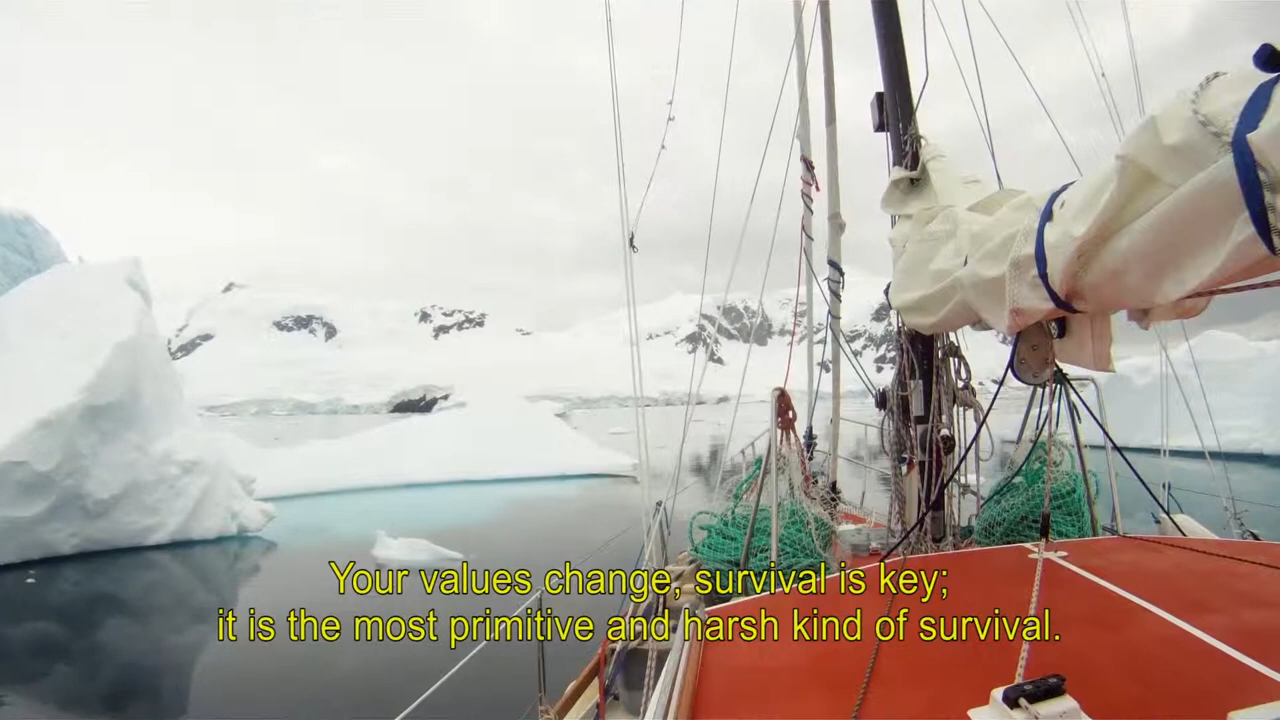 Your values change, survival is key;
it is the most primitive and harsh kind of survival.